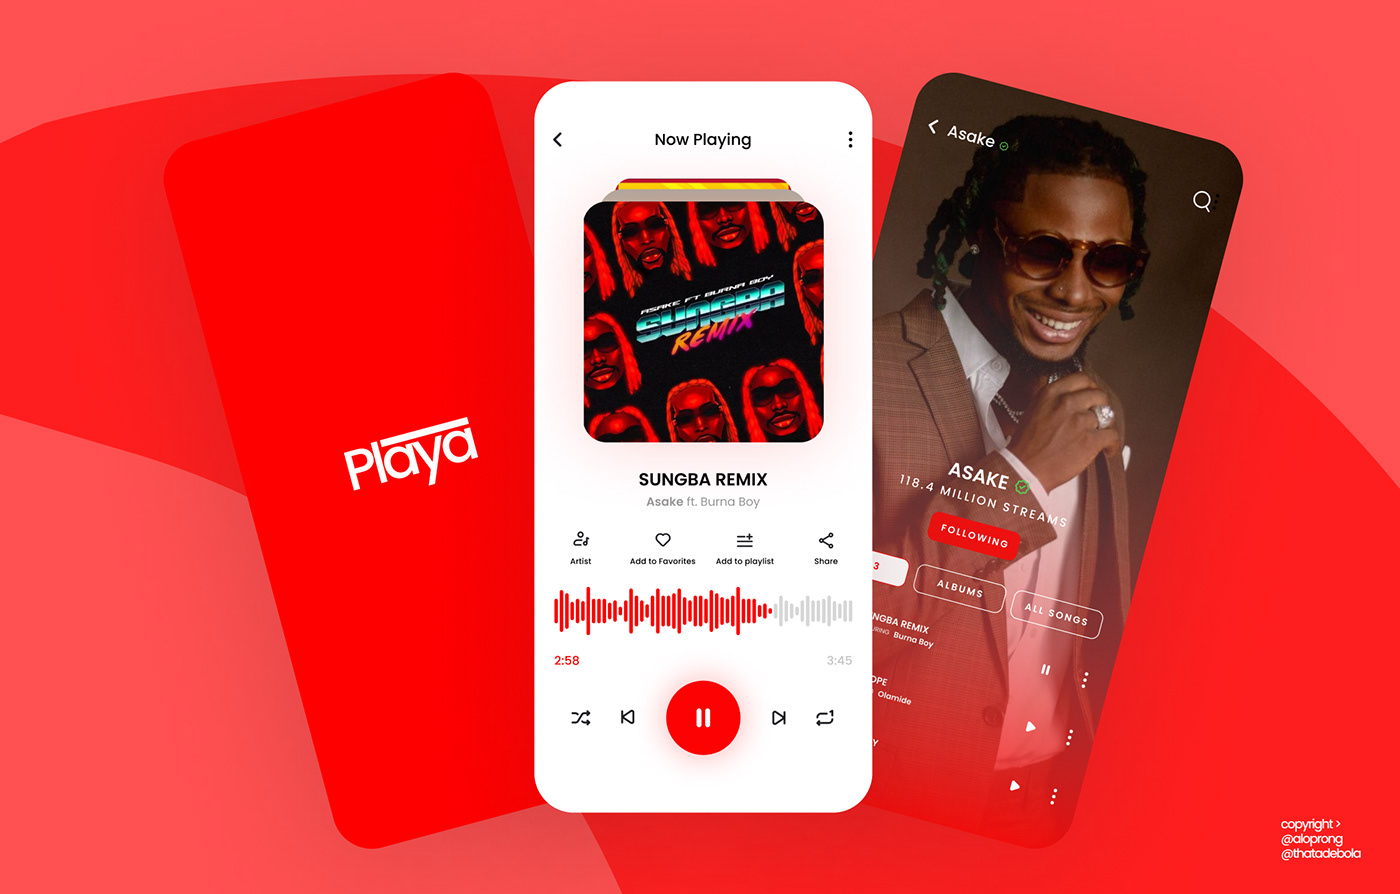 Playa
Now Playing
ASAKE FT BURNA BOY
SUNGBA
REMIX
SUNGBA REMIX
Asake ft. Burna Boy
Artist
Add to Favorites
Add to playlist
Share
2:58
3:45
Asake
ASAKE
118.4 MILLION STREAMS
FOLLOWING
3
ALBUMS
ALL SONGS
NGBA REMIX
URING Burna Boy
OPE
Olamide
Y
copyright >
@aloprong
@thatadebola